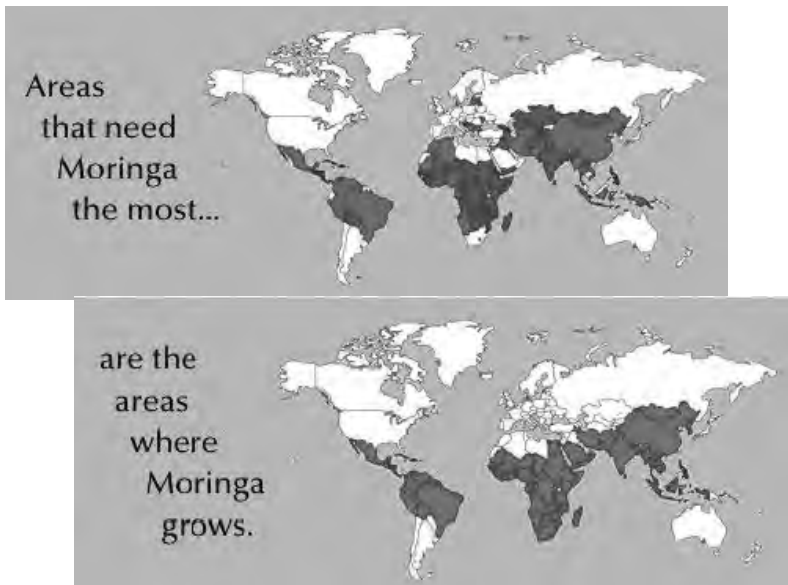 Areas
that need
Moringa
the most...
are the
areas
where
Moringa
grows.